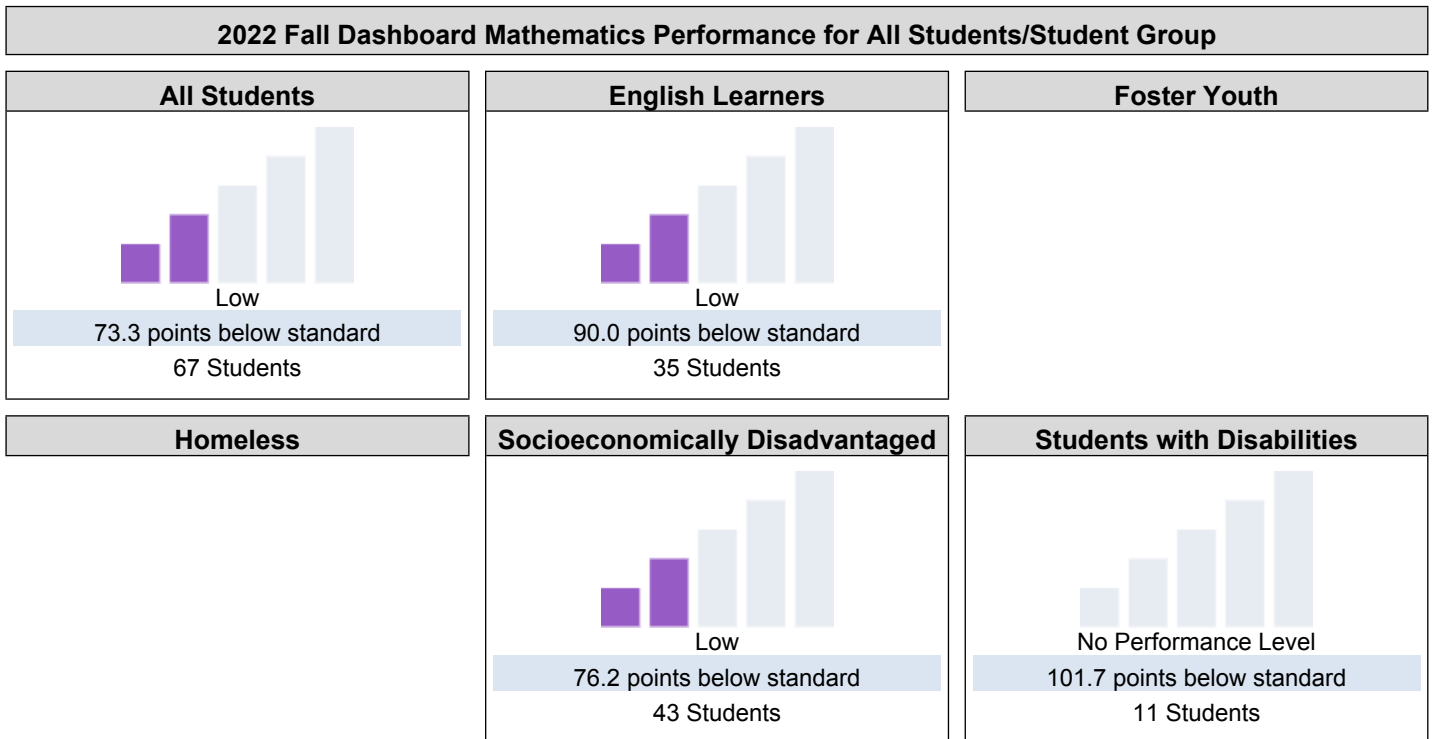 2022 Fall Dashboard Mathematics Performance for All Students/Student Group
All Students
Low
73.3 points below standard
67 Students
English Learners
Low
90.0 points below standard
35 Students
Foster Youth
Homeless
Socioeconomically Disadvantaged
Low
76.2 points below standard
43 Students
Students with Disabilities
No Performance Level
101.7 points below standard
11 Students